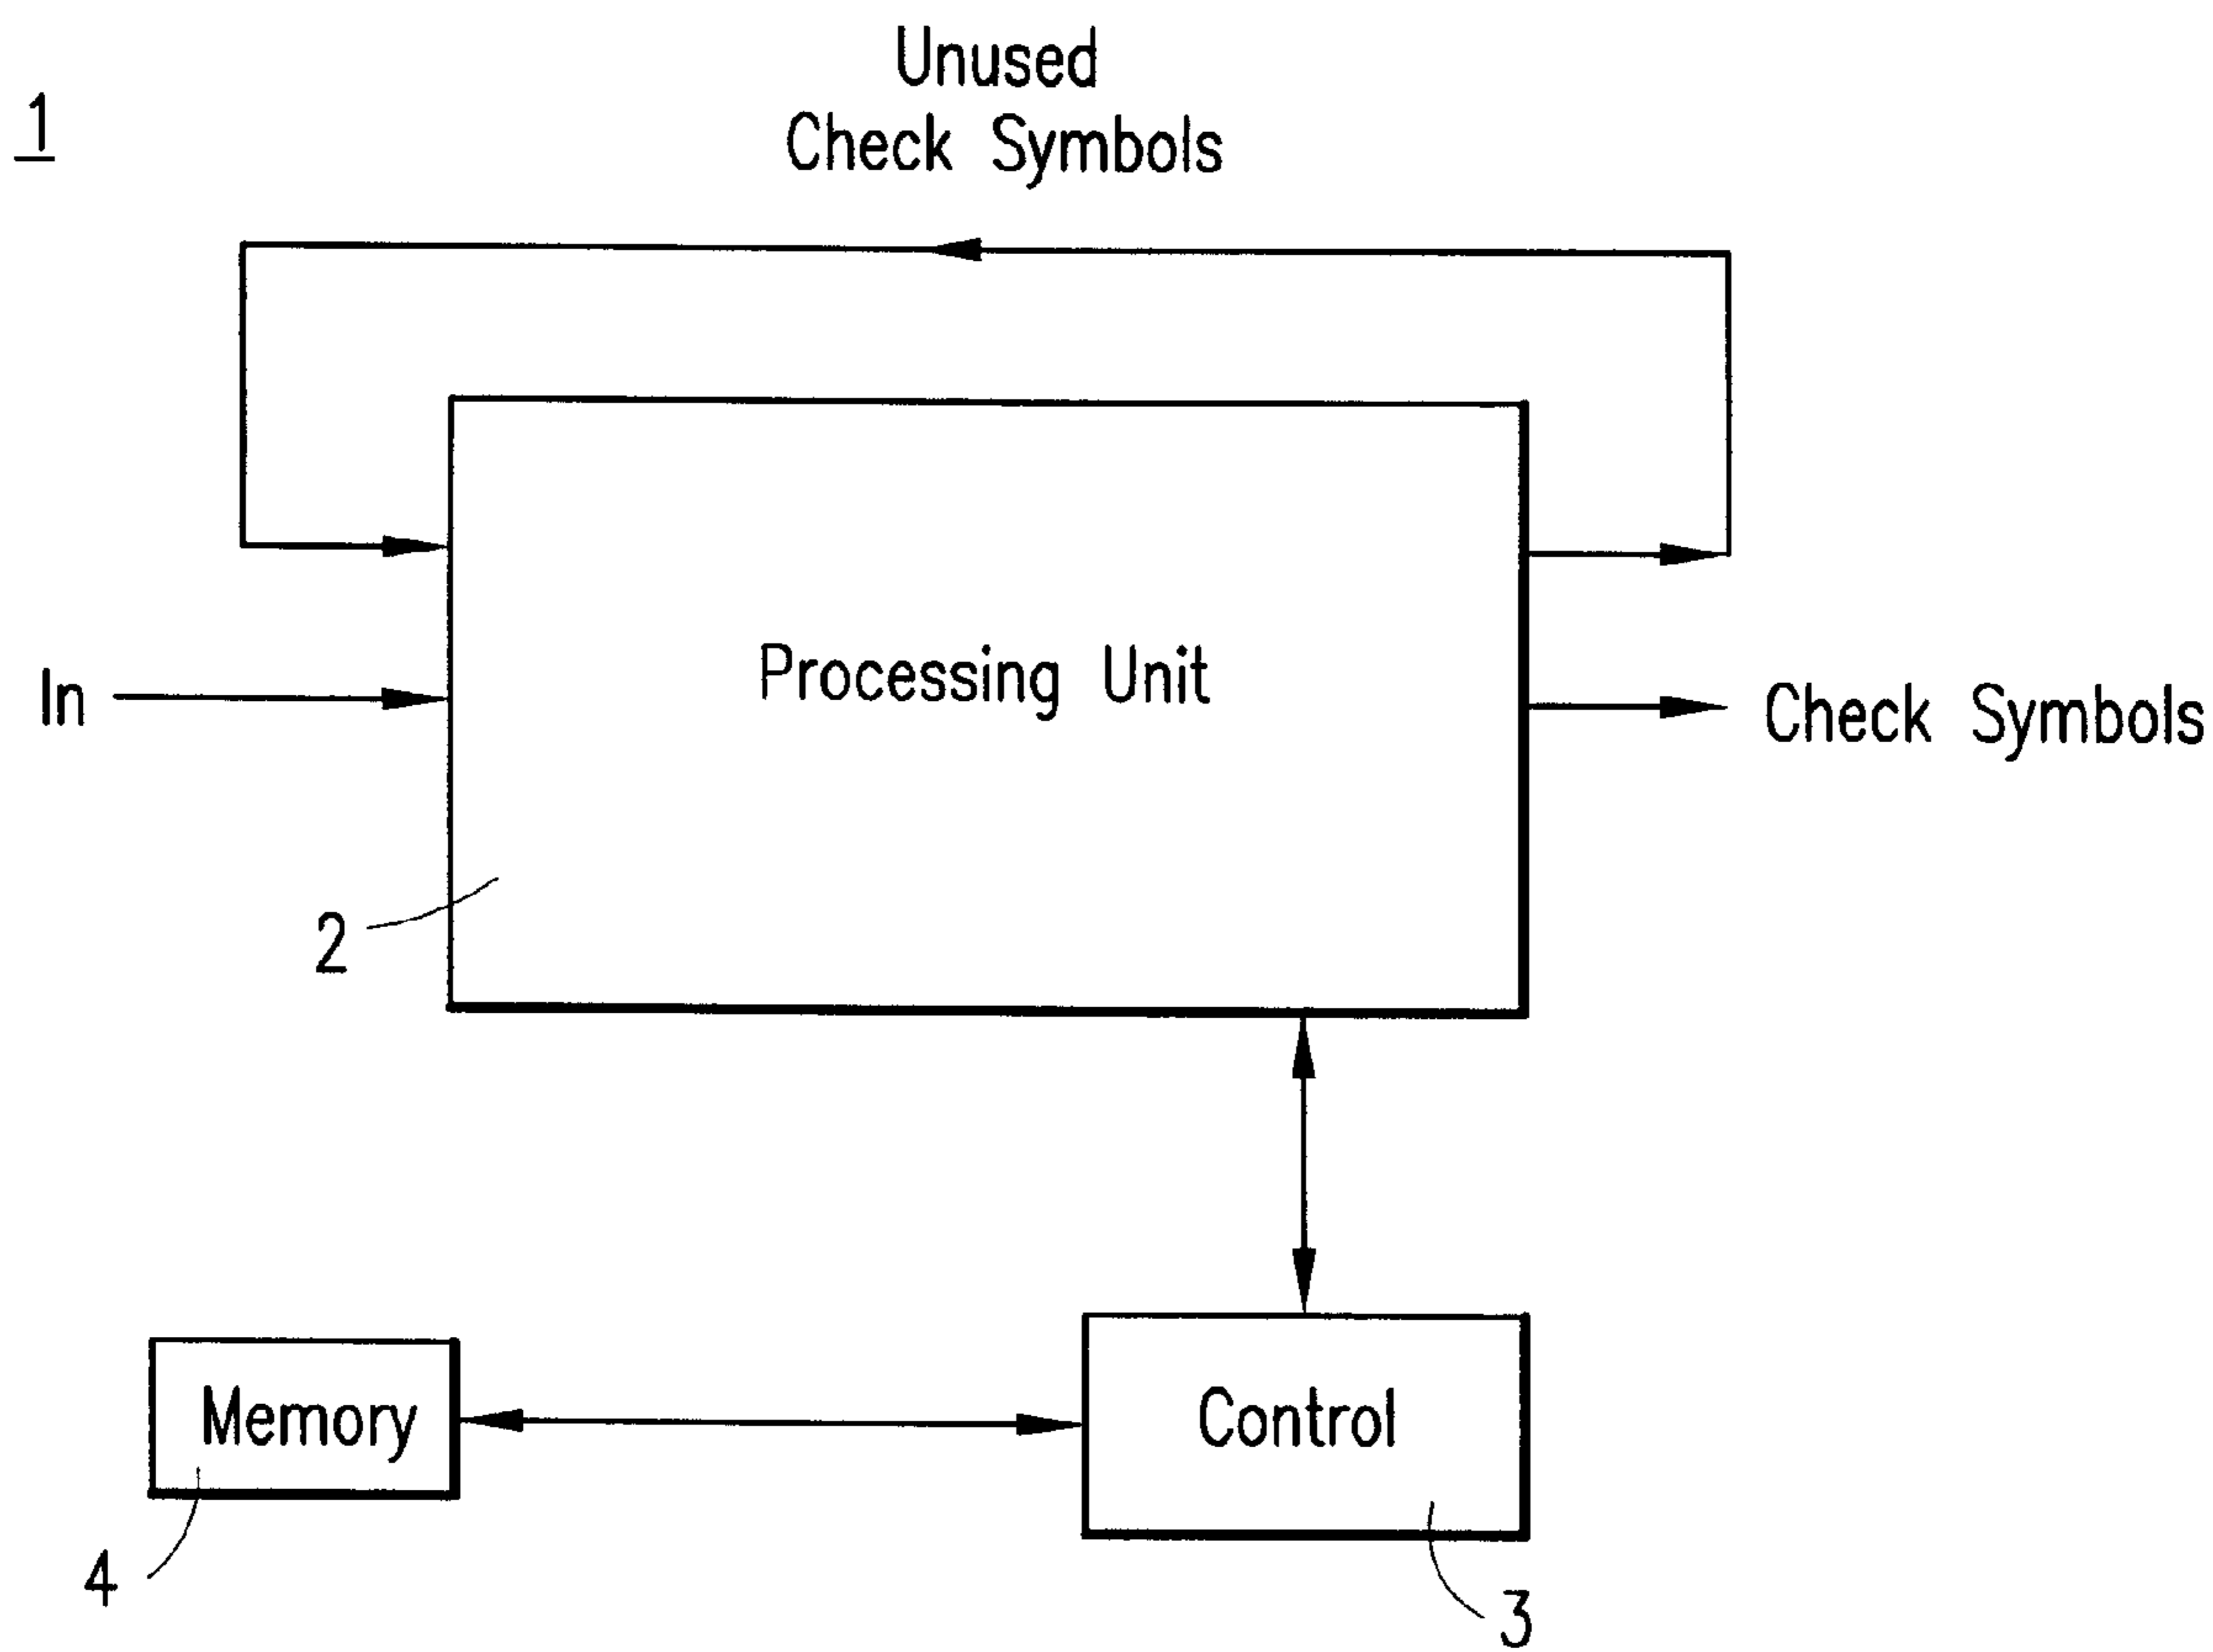 Unused
Check Symbols
1
In
Processing Unit
Check Symbols
2
Memory
Control
4
3